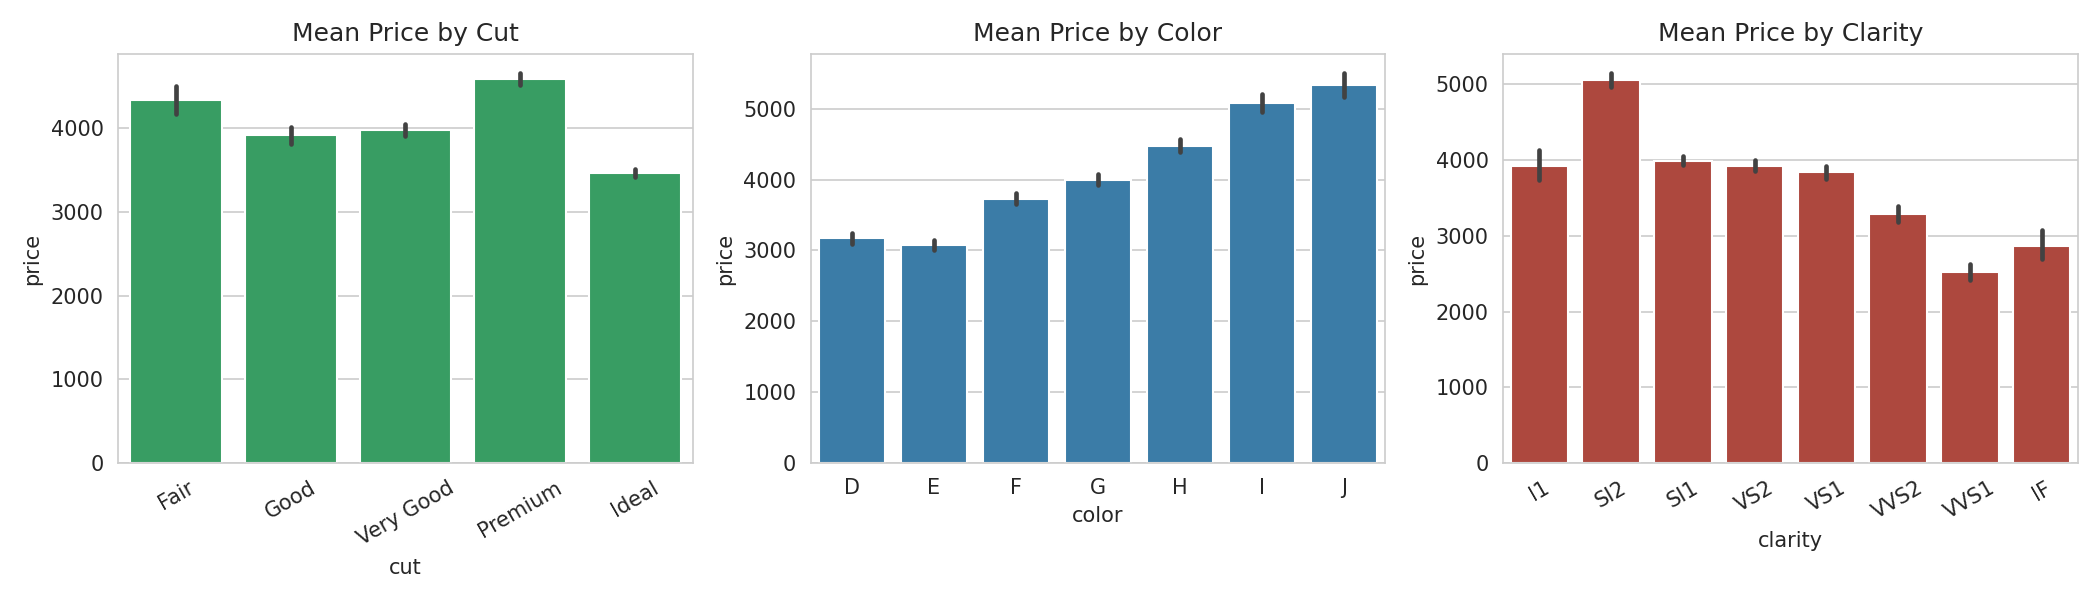 Mean Price by Cut
price
4000
3000
2000
1000
0
Fair
Good
Very Good
Premium
Ideal
cut
Mean Price by Color
price
5000
4000
3000
2000
1000
0
D
E
F
G
H
I
J
color
Mean Price by Clarity
price
5000
4000
3000
2000
1000
0
I1
SI2
SI1
VS2
VS1
VVS2
VVS1
IF
clarity